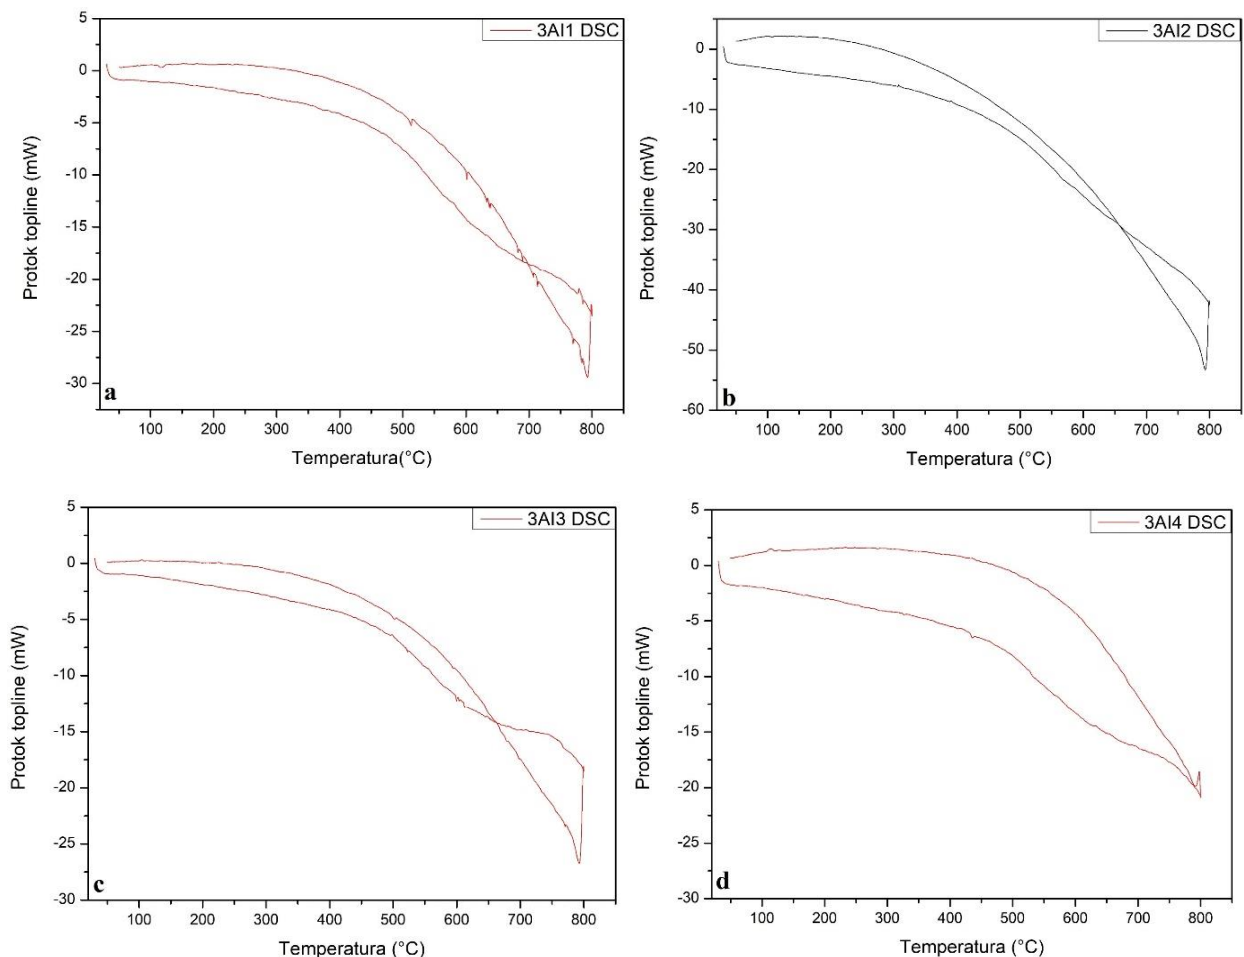 3Al1 DSC
Protok topline (mW)
5
0
-5
-10
-15
-20
-25
-30
a
100 200 300 400 500 600 700 800
Temperatura(°C)
3Al2 DSC
Protok topline (mW)
0
-10
-20
-30
-40
-50
-60
b
100 200 300 400 500 600 700 800
Temperatura (°C)
3Al3 DSC
Protok topline (mW)
5
0
-5
-10
-15
-20
-25
-30
c
100 200 300 400 500 600 700 800
Temperatura (°C)
3Al4 DSC
Protok topline (mW)
5
0
-5
-10
-15
-20
-25
-30
d
100 200 300 400 500 600 700 800
Temperatura (°C)